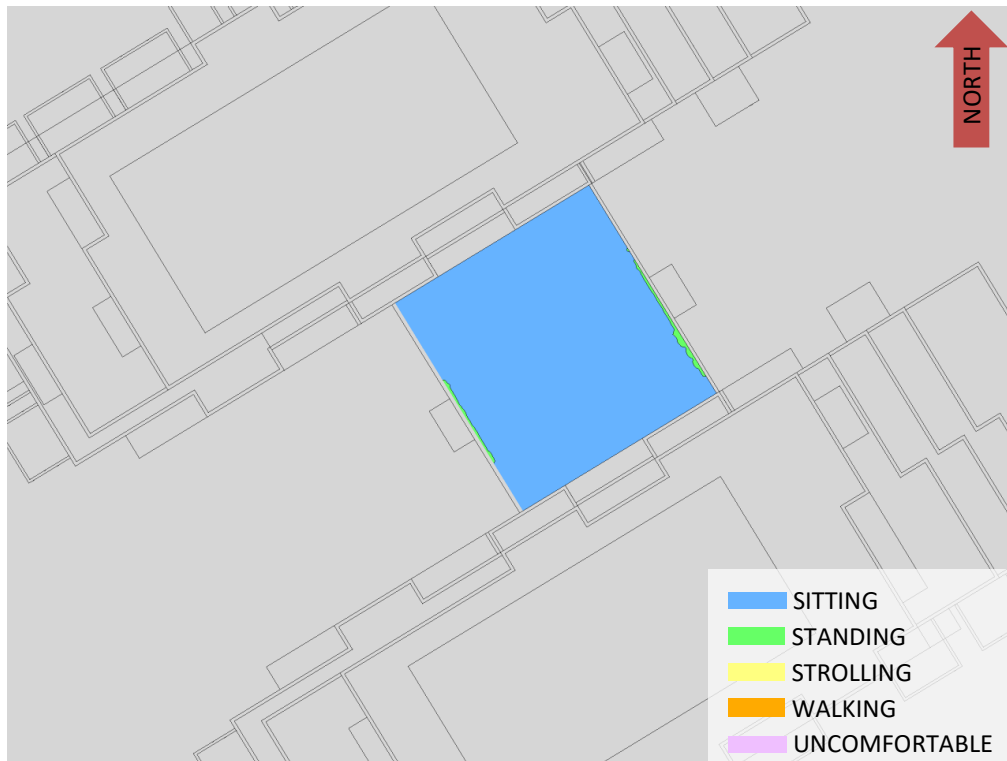 NORTH
SITTING
STANDING
STROLLING
WALKING
UNCOMFORTABLE